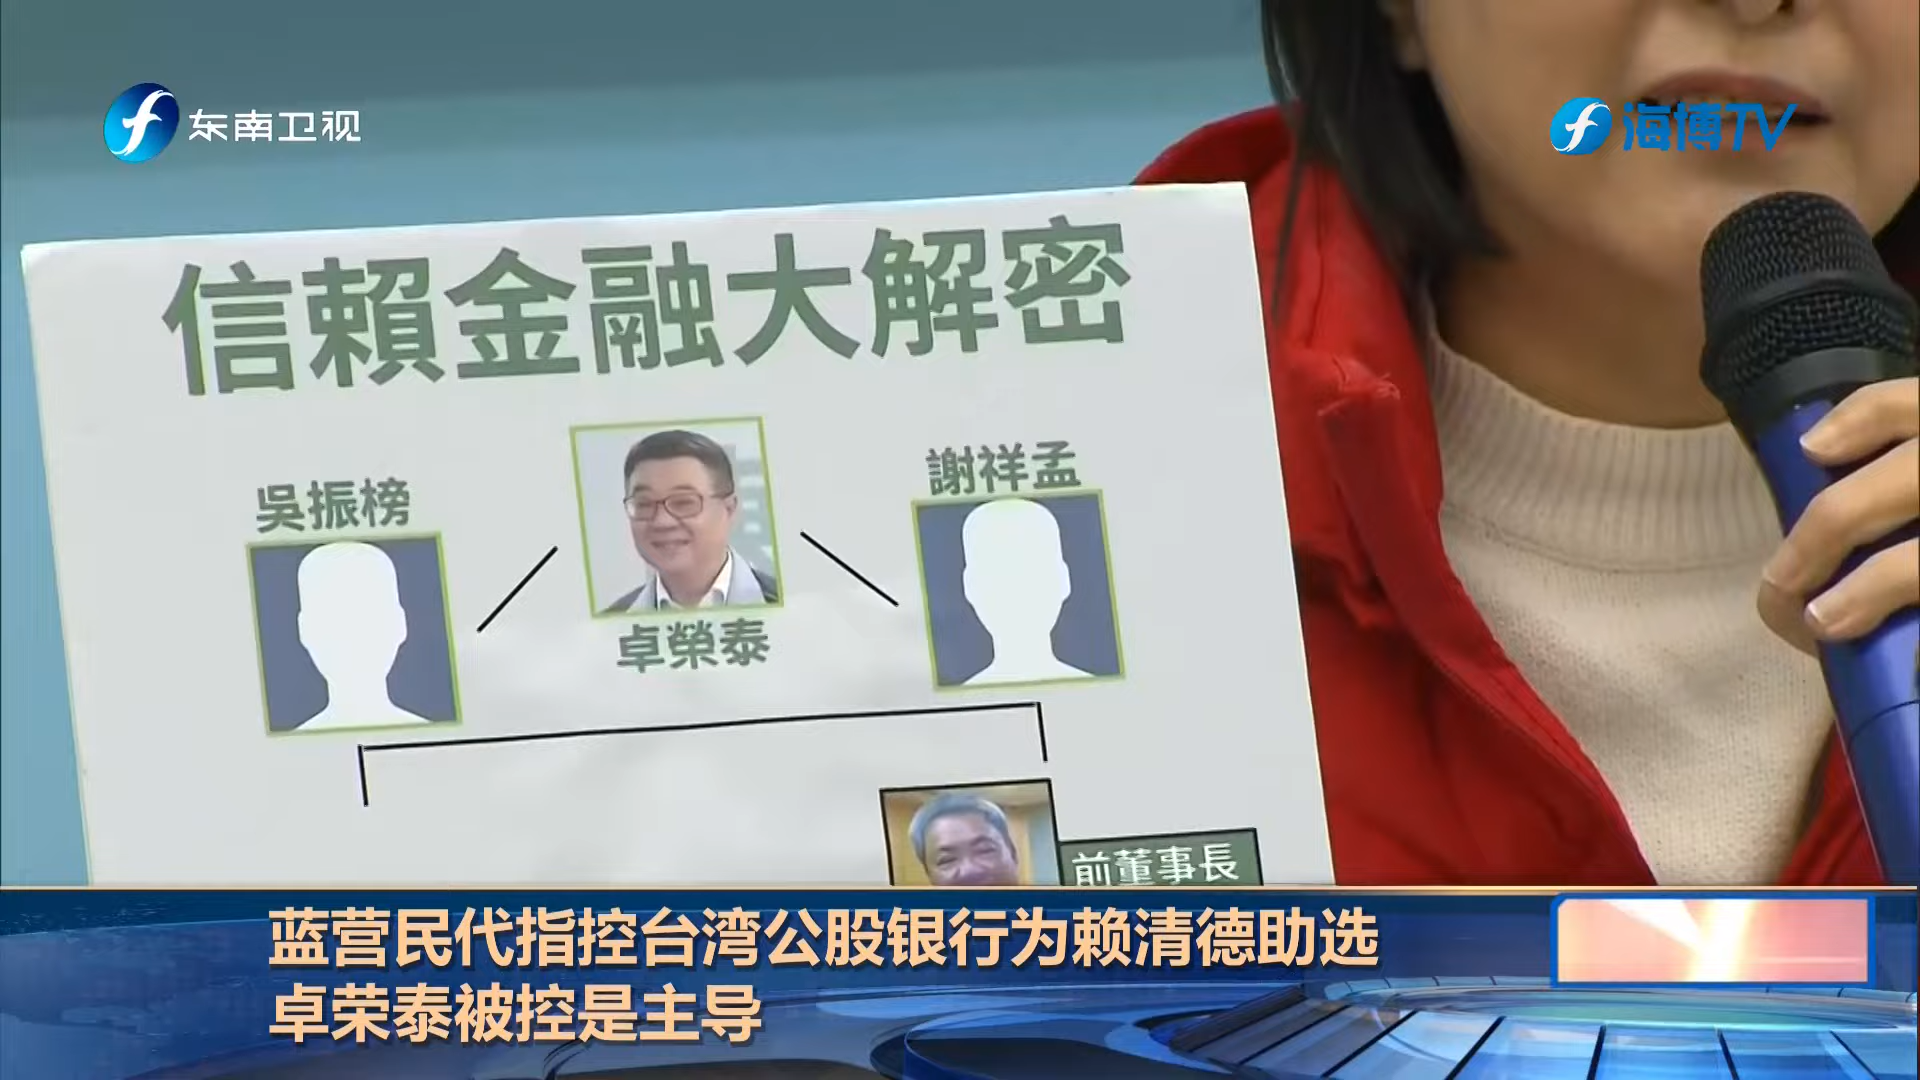 东南卫视
海博TV
信賴金融大解密
吳振榜
謝祥孟
卓榮泰
前董事長
蓝营民代指控台湾公股银行为赖清德助选
卓荣泰被控是主导